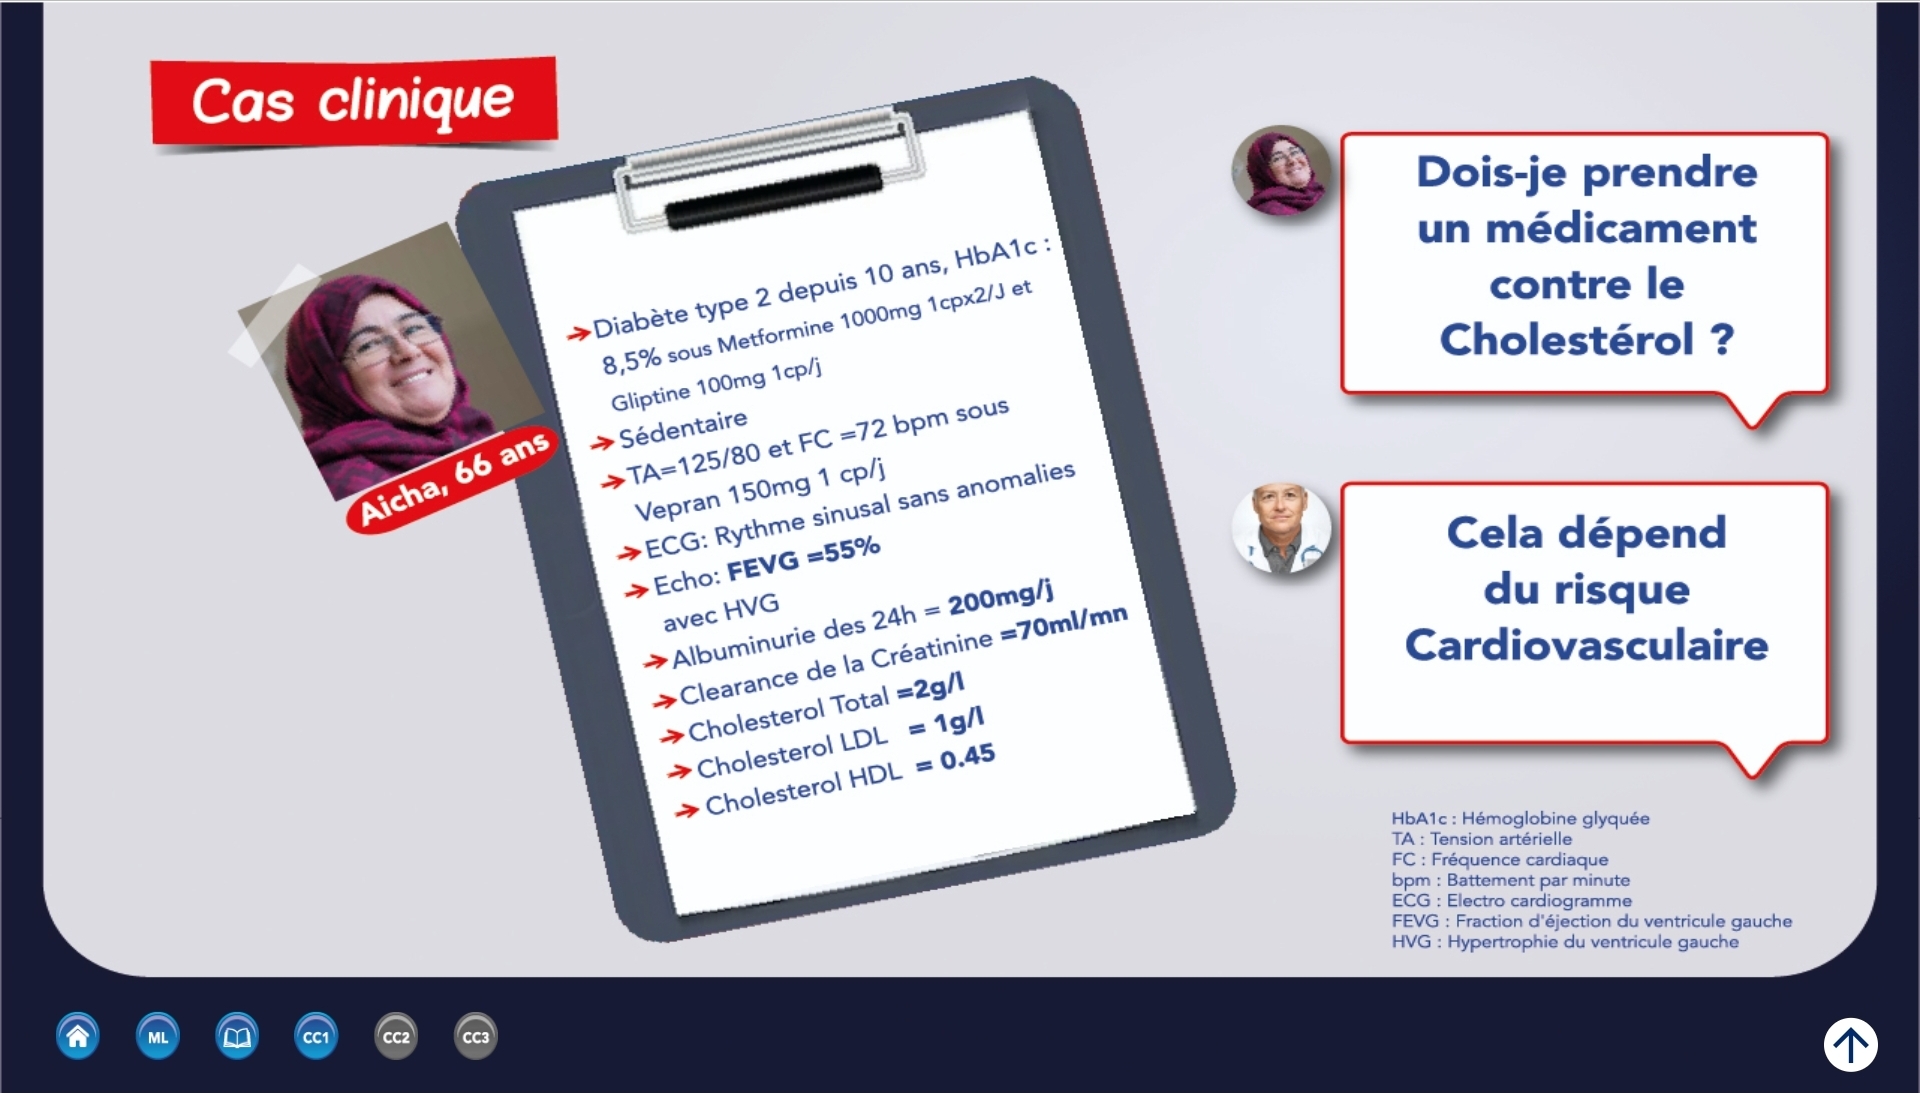 Cas clinique
Aicha, 66 ans
Diabète type 2 depuis 10 ans, HbA1c :
8,5% sous Metformine 1000mg 1cpx2/J et
Gliptine 100mg 1cp/j
Sédentaire
TA=125/80 et FC =72 bpm sous
Vepran 150mg 1 cp/j
ECG: Rythme sinusal sans anomalies
Echo: FEVG =55%
avec HVG
Albuminurie des 24h = 200mg/j
Clearance de la Créatinine =70ml/mn
Cholesterol Total =2g/l
Cholesterol LDL = 1g/l
Cholesterol HDL = 0.45
Dois-je prendre
un médicament
contre le
Cholestérol ?
Cela dépend
du risque
Cardiovasculaire
HbA1c : Hémoglobine glyquée
TA : Tension artérielle
FC : Fréquence cardiaque
bpm : Battement par minute
ECG : Electro cardiogramme
FEVG : Fraction d'éjection du ventricule gauche
HVG : Hypertrophie du ventricule gauche
ML
CC1
CC2
CC3